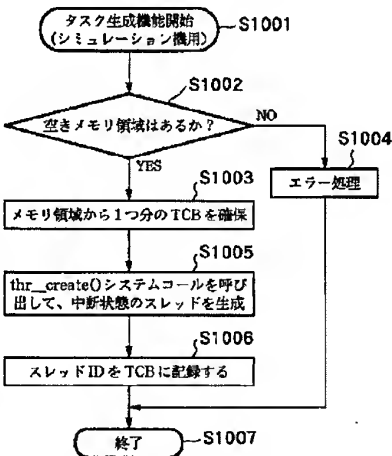 タスク生成機能開始
(シミュレーション機用)
S1001
S1002
空きメモリ領域はあるか?
NO
YES
S1004
エラー処理
S1003
メモリ領域から1つ分のTCBを確保
S1005
thr__create()システムコールを呼び
出して、中断状態のスレッドを生成
S1006
スレッドIDをTCBに記録する
終了
S1007